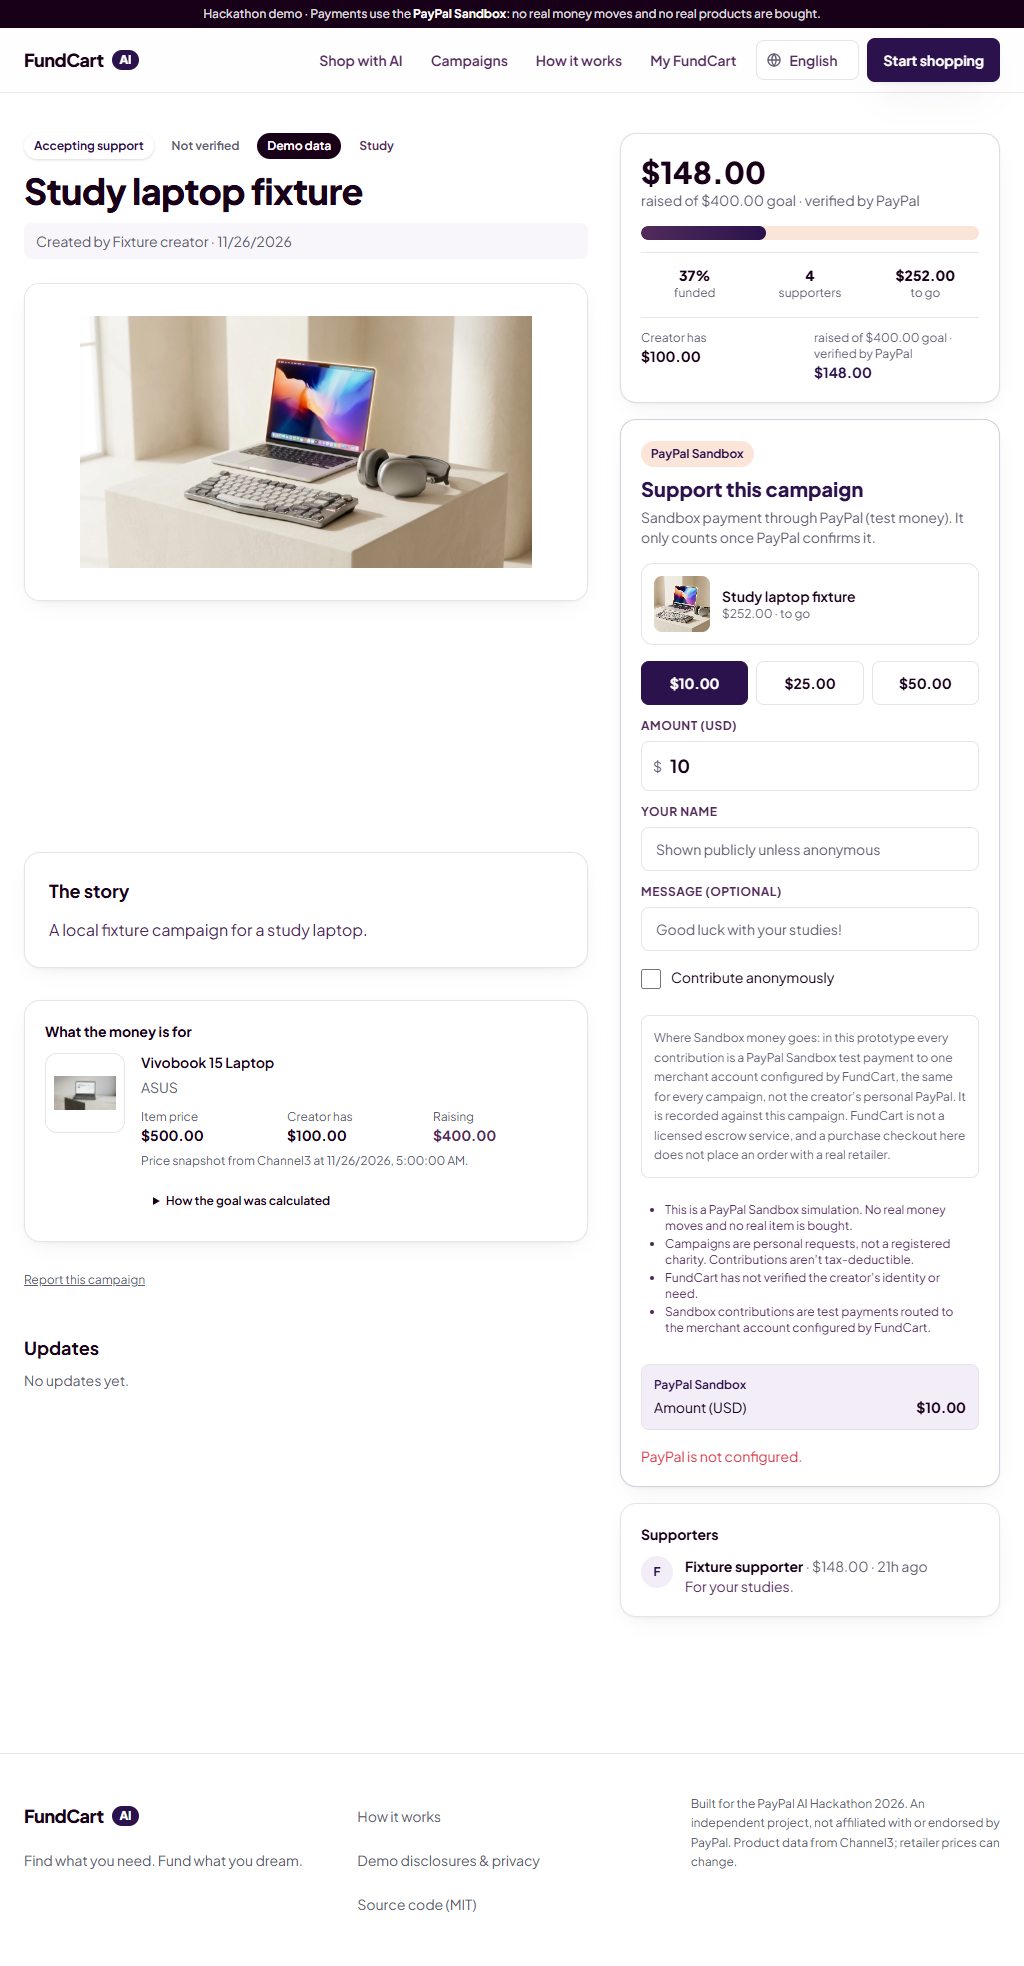 Hackathon demo · Payments use the PayPal Sandbox: no real money moves and no real products are bought.
FundCart AI
Shop with AI
Campaigns
How it works
My FundCart
English
Start shopping
Accepting support
Not verified
Demo data
Study
Study laptop fixture
Created by Fixture creator · 11/26/2026
The story
A local fixture campaign for a study laptop.
What the money is for
Vivobook 15 Laptop
ASUS
Item price
Creator has
Raising
$500.00
$100.00
$400.00
Price snapshot from Channel3 at 11/26/2026, 5:00:00 AM.
How the goal was calculated
Report this campaign
Updates
No updates yet.
$148.00
raised of $400.00 goal · verified by PayPal
37%
funded
4
supporters
$252.00
to go
Creator has
$100.00
raised of $400.00 goal ·
verified by PayPal
$148.00
PayPal Sandbox
Support this campaign
Sandbox payment through PayPal (test money). It
only counts once PayPal confirms it.
Study laptop fixture
$252.00 · to go
$10.00
$25.00
$50.00
AMOUNT (USD)
$ 10
YOUR NAME
Shown publicly unless anonymous
MESSAGE (OPTIONAL)
Good luck with your studies!
Contribute anonymously
Where Sandbox money goes: in this prototype every
contribution is a PayPal Sandbox test payment to one
merchant account configured by FundCart, the same
for every campaign, not the creator's personal PayPal. It
is recorded against this campaign. FundCart is not a
licensed escrow service, and a purchase checkout here
does not place an order with a real retailer.
This is a PayPal Sandbox simulation. No real money
moves and no real item is bought.
Campaigns are personal requests, not a registered
charity. Contributions aren't tax-deductible.
FundCart has not verified the creator's identity or
need.
Sandbox contributions are test payments routed to
the merchant account configured by FundCart.
PayPal Sandbox
Amount (USD) $10.00
PayPal is not configured.
Supporters
F
Fixture supporter · $148.00 · 21h ago
For your studies.
FundCart AI
Find what you need. Fund what you dream.
How it works
Demo disclosures & privacy
Source code (MIT)
Built for the PayPal AI Hackathon 2026. An
independent project, not affiliated with or endorsed by
PayPal. Product data from Channel3; retailer prices can
change.